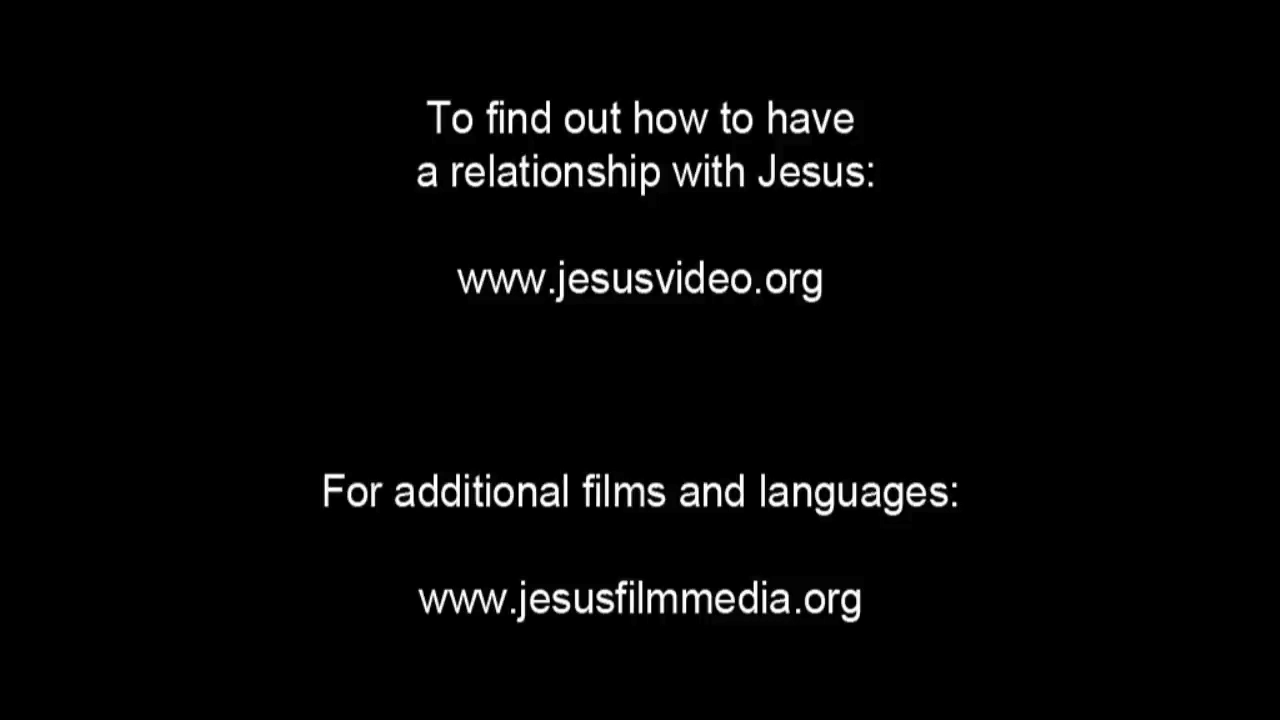 To find out how to have
a relationship with Jesus:
www.jesusvideo.org
For additional films and languages:
www.jesusfilmmedia.org